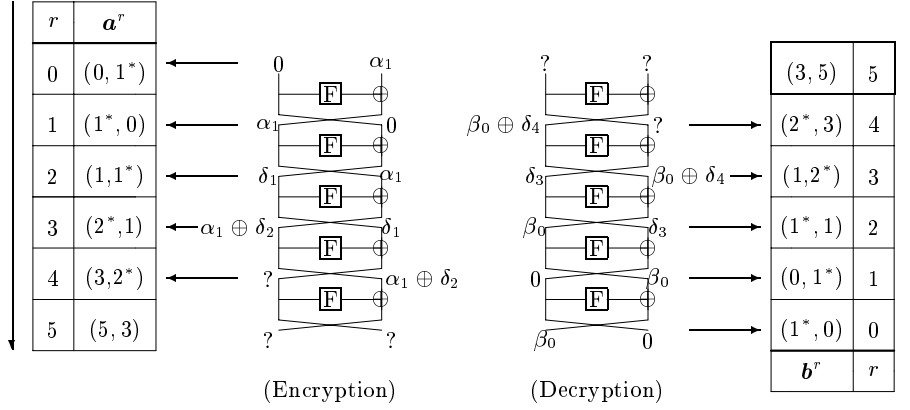 r a^r
0 (0, 1*)
1 (1*, 0)
2 (1,1*)
3 (2*,1)
4 (3,2*)
5 (5, 3)
0 α₁
F ⊕
α₁ 0
F ⊕
δ₁ α₁
F ⊕
α₁ ⊕ δ₂ δ₁
F ⊕
? α₁ ⊕ δ₂
F ⊕
? ?
(Encryption)
? ?
F ⊕
β₀ ⊕ δ₄ ?
F ⊕
δ₃ β₀ ⊕ δ₄
F ⊕
β₀ δ₃
F ⊕
0 β₀
F ⊕
β₀ 0
(Decryption)
(3, 5) 5
(2*, 3) 4
(1,2*) 3
(1*, 1) 2
(0, 1*) 1
(1*, 0) 0
b^r r